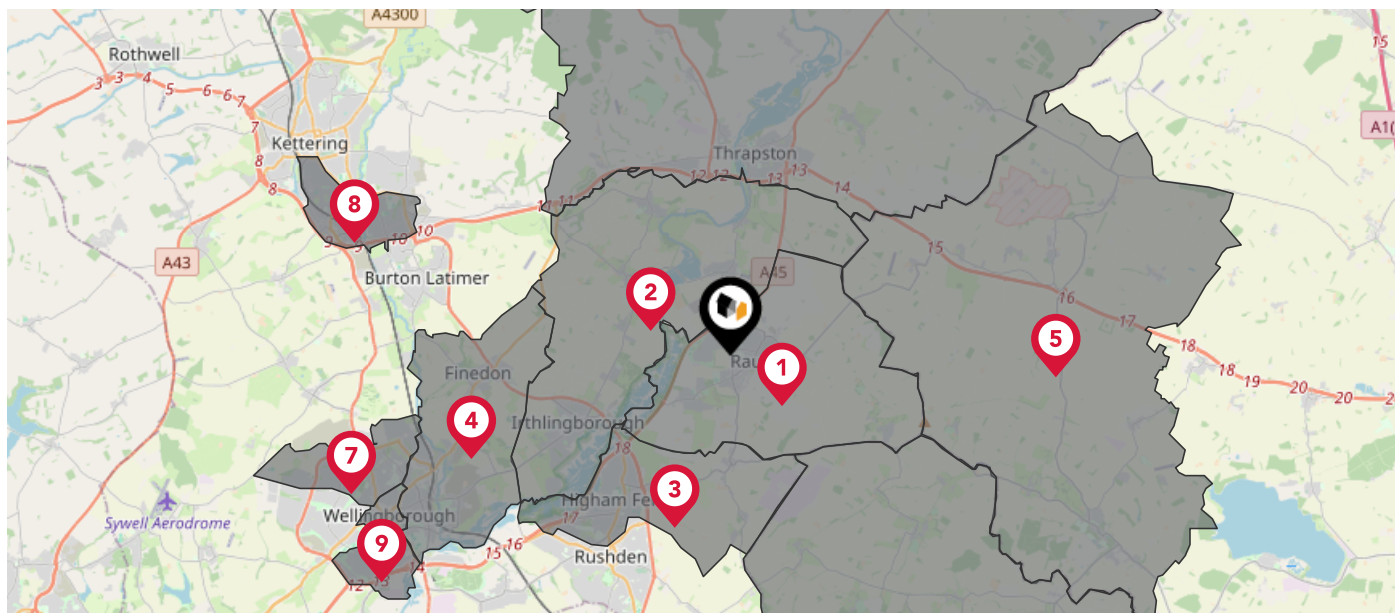 A4300
Rothwell
3 3 4 5 6 6 6 7
15
7
A1(
Kettering
8
Thrapston
12 12 13 13
14
8
8
11 11
9 9 10 10
15
A43
A45
Burton Latimer
2
16
17
5
18
1
Finedon
18 19 20 20 2
4
Irthlingborough
18
7
3
Higham Fe
17
Sywell Aerodrome
Wellingborough
9
15 16
Rushden
14
12 13